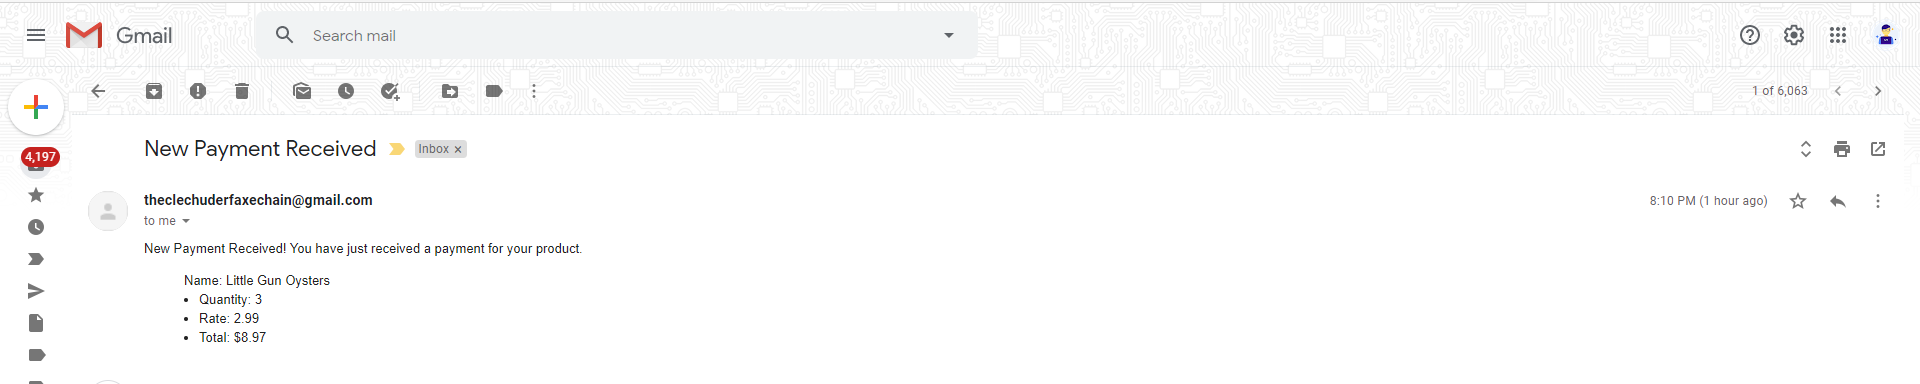 Gmail
Search mail
1 of 6,063
4,197
New Payment Received
Inbox x
theclechuderfaxechain@gmail.com
8:10 PM (1 hour ago)
to me
New Payment Received! You have just received a payment for your product.
Name: Little Gun Oysters
• Quantity: 3
• Rate: 2.99
• Total: $8.97